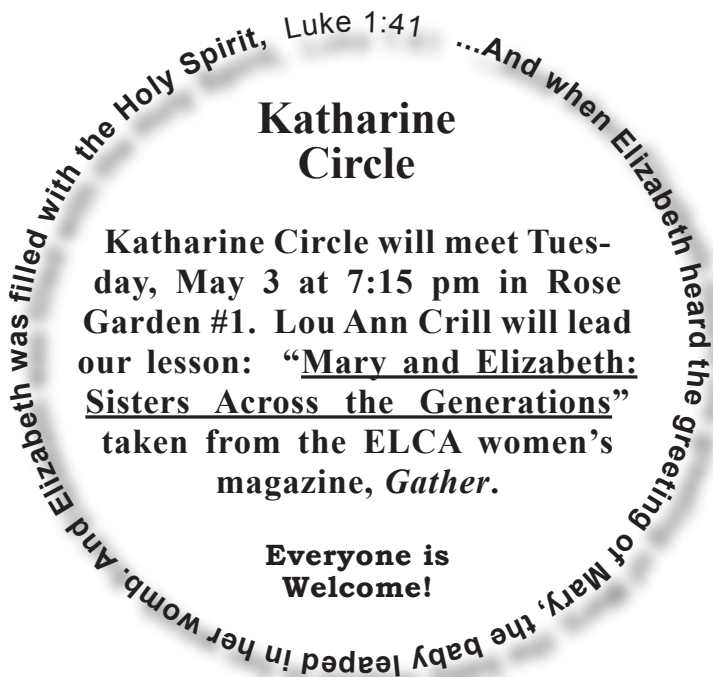 ...And when Elizabeth heard the greeting of Mary, the baby leaped in her womb. And Elizabeth was filled with the Holy Spirit, Luke 1:41
Katharine
Circle
Katharine Circle will meet Tues-
day, May 3 at 7:15 pm in Rose
Garden #1. Lou Ann Crill will lead
our lesson: “Mary and Elizabeth:
Sisters Across the Generations”
taken from the ELCA women’s
magazine, Gather.
Everyone is
Welcome!